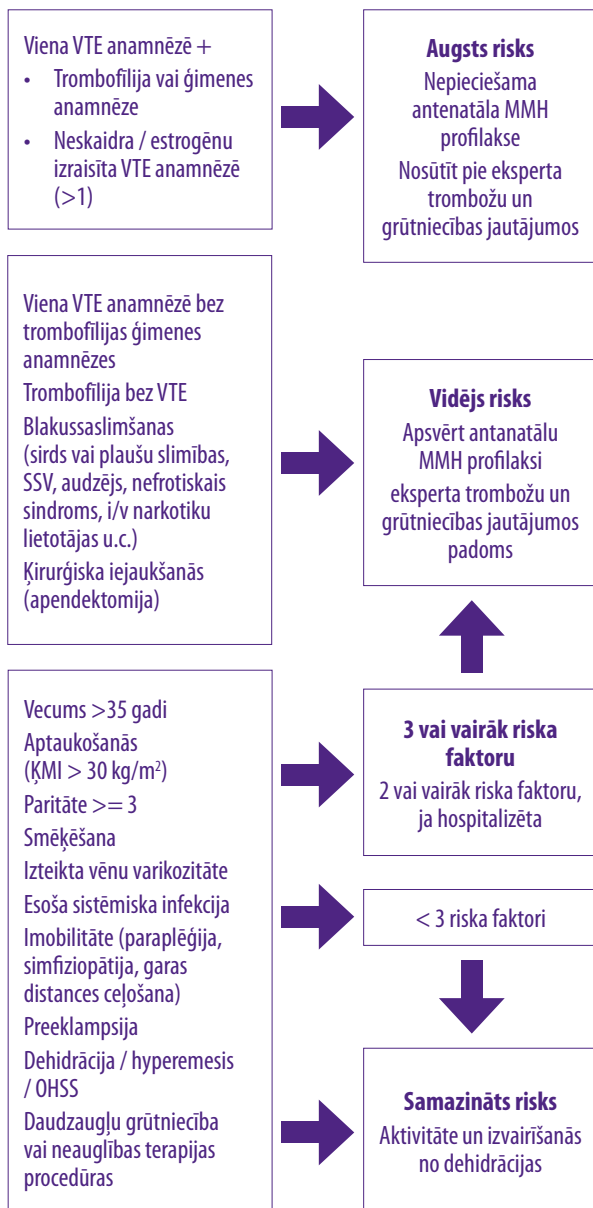 Viena VTE anamnēzē +
• Trombofīlija vai ģimenes
anamnēze
• Neskaidra / estrogēnu
izraisīta VTE anamnēzē
(>1)
Augsts risks
Nepieciešama
antenatāla MMH
profilakse
Nosūtīt pie eksperta
trombožu un
grūtniecības jautājumos
Viena VTE anamnēzē bez
trombofīlijas ģimenes
anamnēzes
Trombofīlija bez VTE
Blakussaslimšanas
(sirds vai plaušu slimības,
SSV, audzējs, nefrotiskais
sindroms, i/v narkotiku
lietotājas u.c.)
Ķirurģiska iejaukšanās
(apendektomija)
Vidējs risks
Apsvērt antanatālu
MMH profilaksi
eksperta trombožu un
grūtniecības jautājumos
padoms
Vecums >35 gadi
Aptaukošanās
(ĶMI > 30 kg/m²)
Paritāte >= 3
Smēķēšana
Izteikta vēnu varikozitāte
Esoša sistēmiska infekcija
Imobilitāte (paraplēģija,
simfiziopātija, garas
distances ceļošana)
Preeklampsija
Dehidrācija / hyperemesis
/ OHSS
Daudzaugļu grūtniecība
vai neauglības terapijas
procedūras
3 vai vairāk riska
faktoru
2 vai vairāk riska faktoru,
ja hospitalizēta
< 3 riska faktori
Samazināts risks
Aktivitāte un izvairīšanās
no dehidrācijas